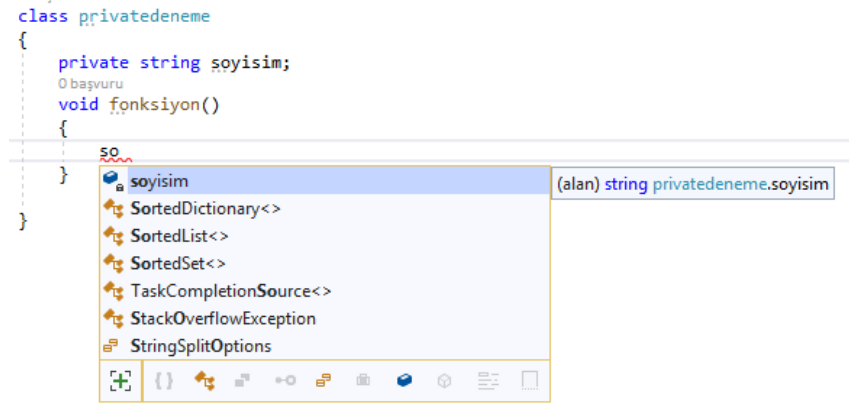 class privatedeneme
{
private string soyisim;
0 başvuru
void fonksiyon()
{
so
}
soyisim
(alan) string privatedeneme.soyisim
SortedDictionary<>
SortedList<>
SortedSet<>
TaskCompletionSource<>
StackOverflowException
StringSplitOptions
}